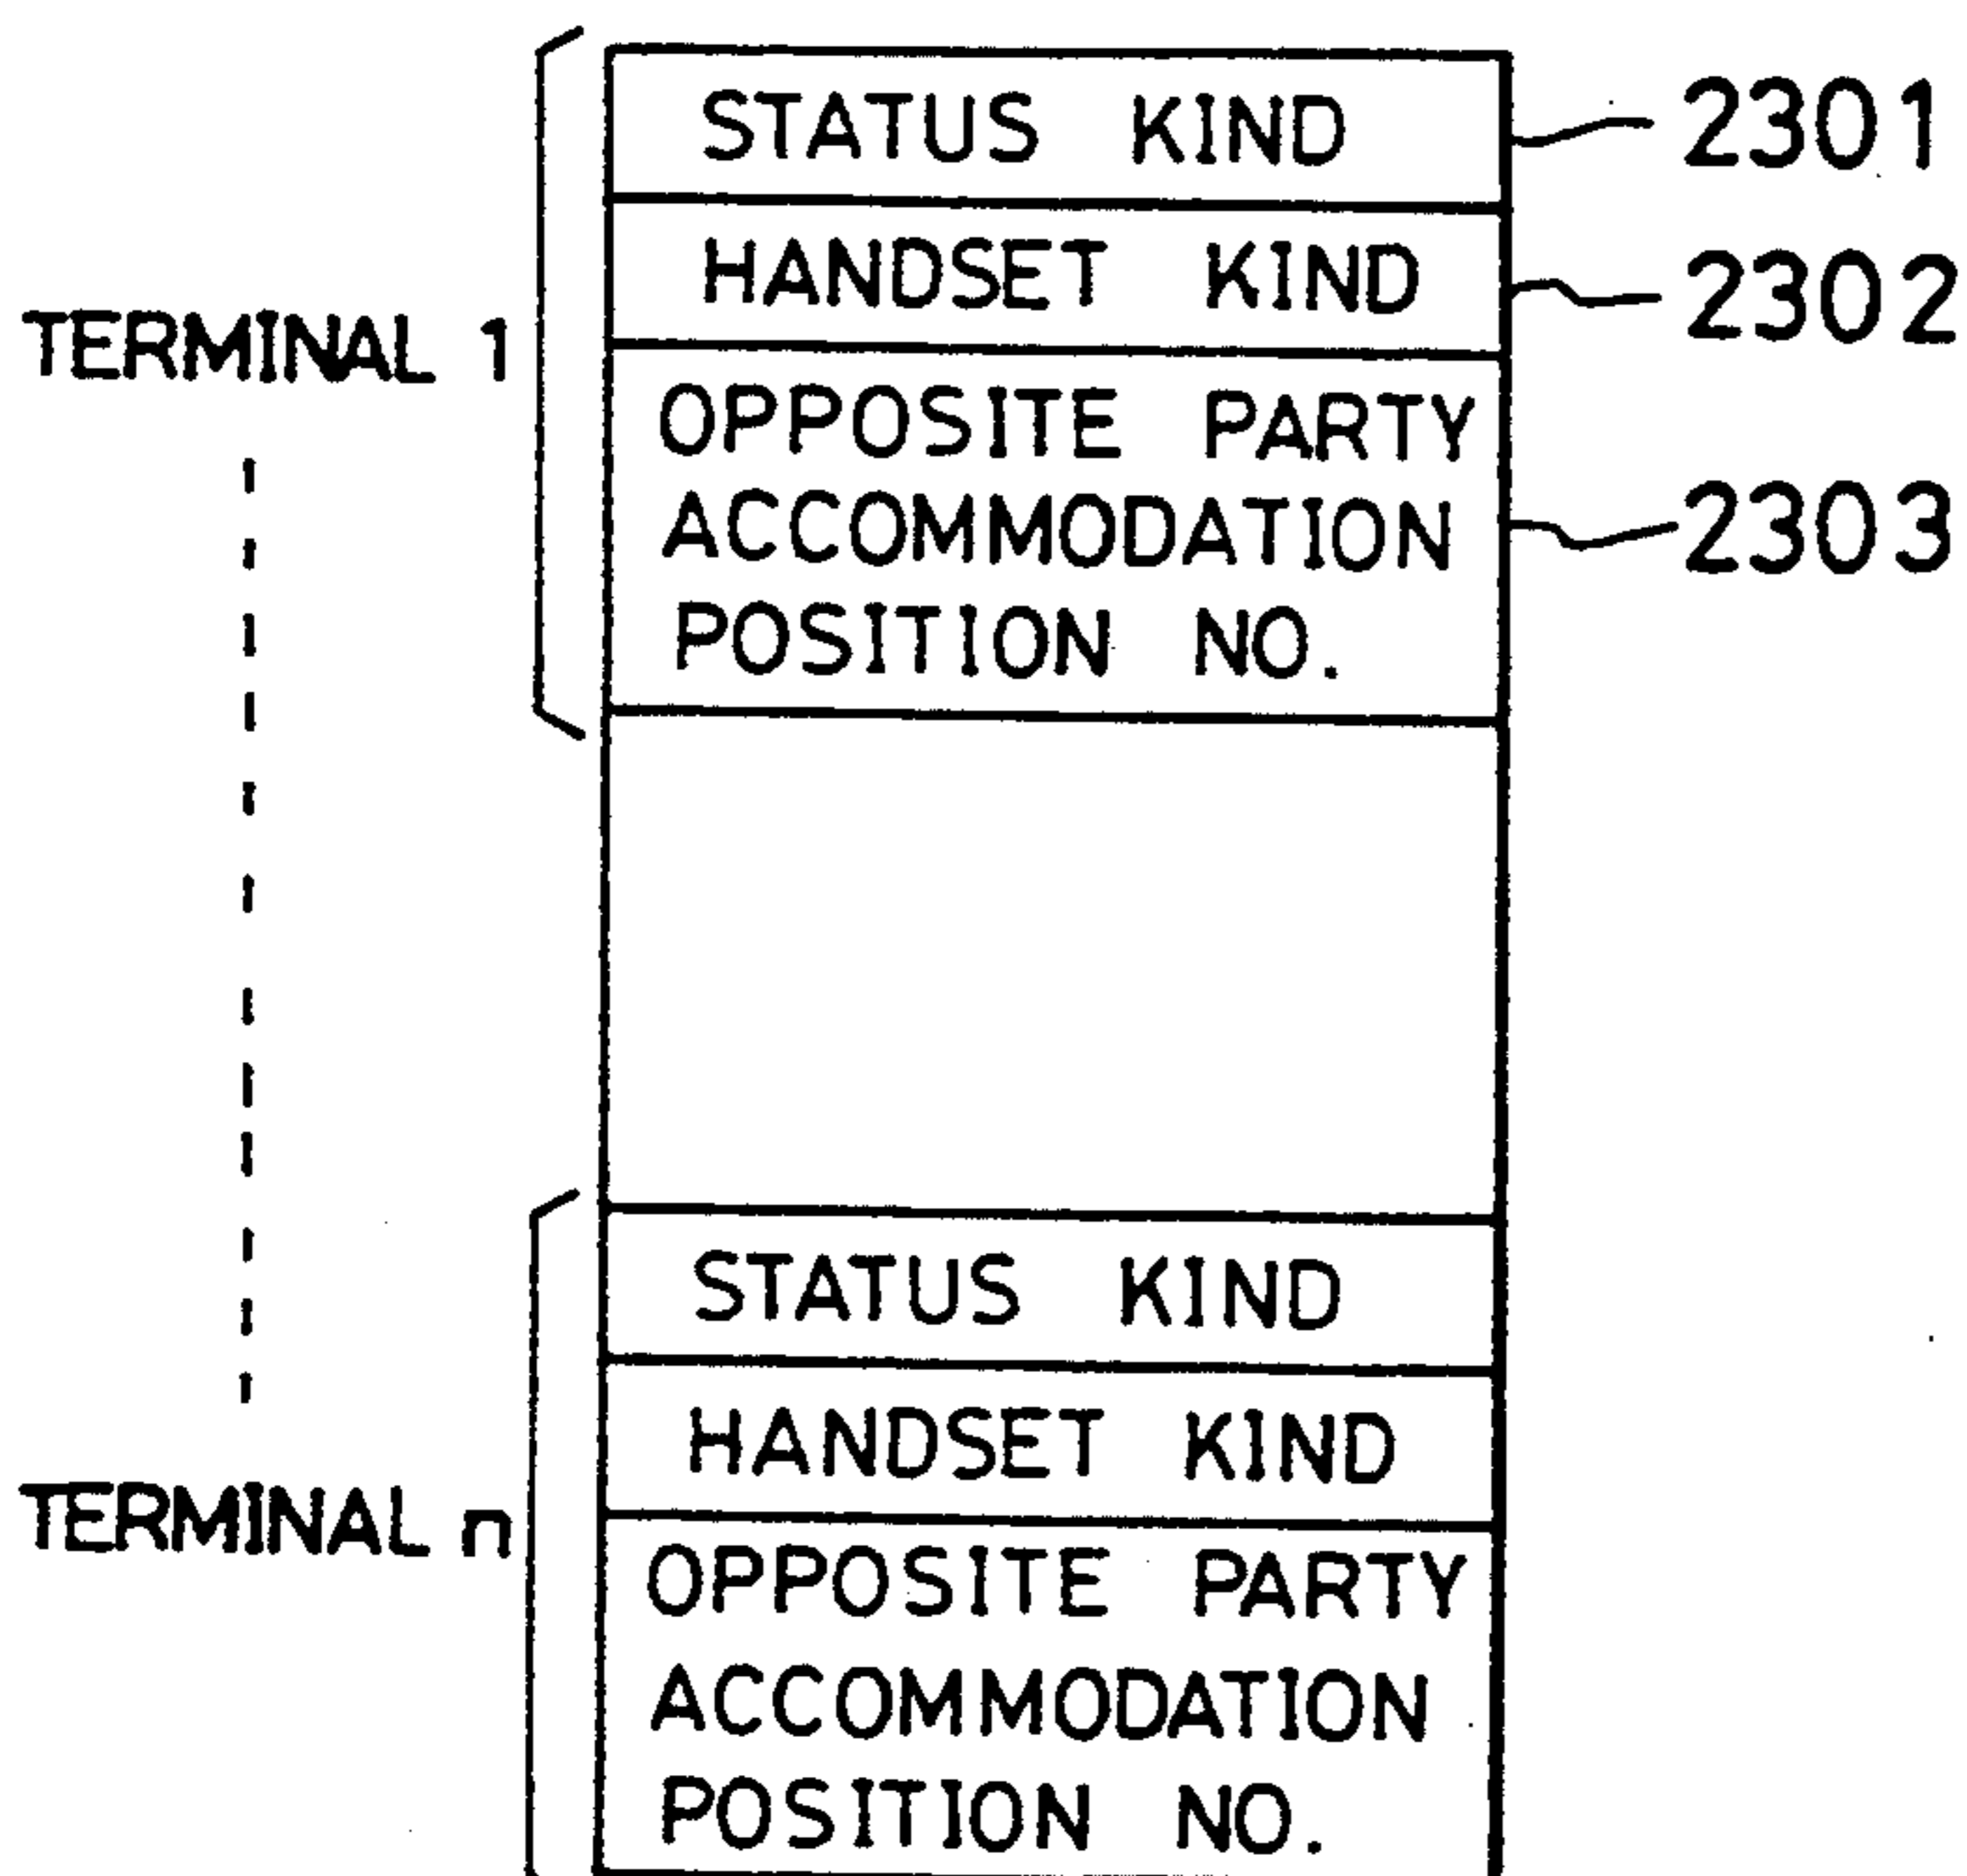 STATUS KIND 2301
HANDSET KIND 2302
TERMINAL 1
OPPOSITE PARTY
ACCOMMODATION 2303
POSITION NO.
STATUS KIND
HANDSET KIND
TERMINAL n
OPPOSITE PARTY
ACCOMMODATION
POSITION NO.